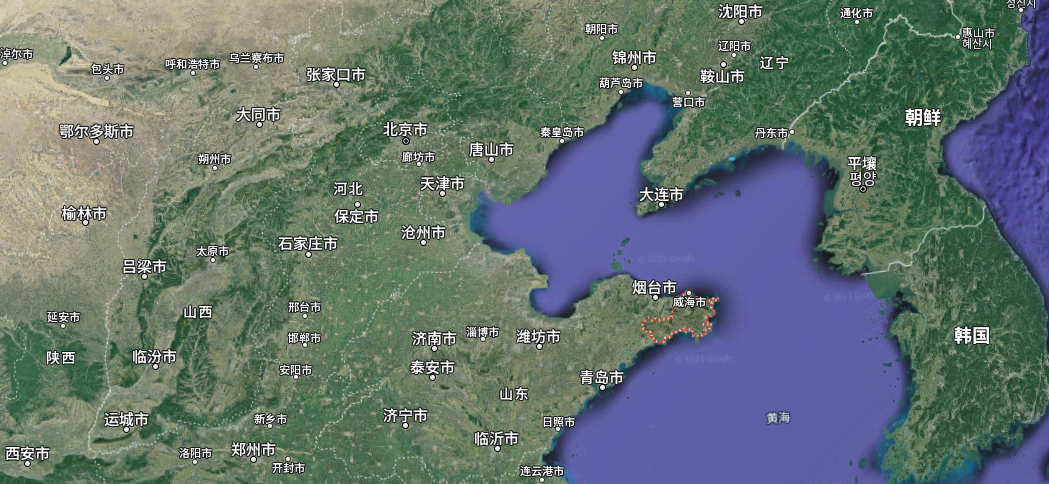 沈阳市
通化市
朝阳市
惠山市
혜산시
辽阳市
淖尔市
乌兰察布市
锦州市
呼和浩特市
辽宁
包头市
张家口市
鞍山市
葫芦岛市
营口市
大同市
朝鲜
鄂尔多斯市
北京市
秦皇岛市
丹东市
唐山市
廊坊市
朔州市
平壤
평양
天津市
河北
大连市
榆林市
保定市
沧州市
石家庄市
太原市
© 2023 Google
吕梁市
烟台市
威海市
邢台市
山西
延安市
韩国
邯郸市
济南市
淄博市
潍坊市
陕西
临汾市
© 2023 Google
泰安市
安阳市
青岛市
山东
济宁市
黄海
运城市
新乡市
日照市
临沂市
郑州市
西安市
洛阳市
开封市
连云港市